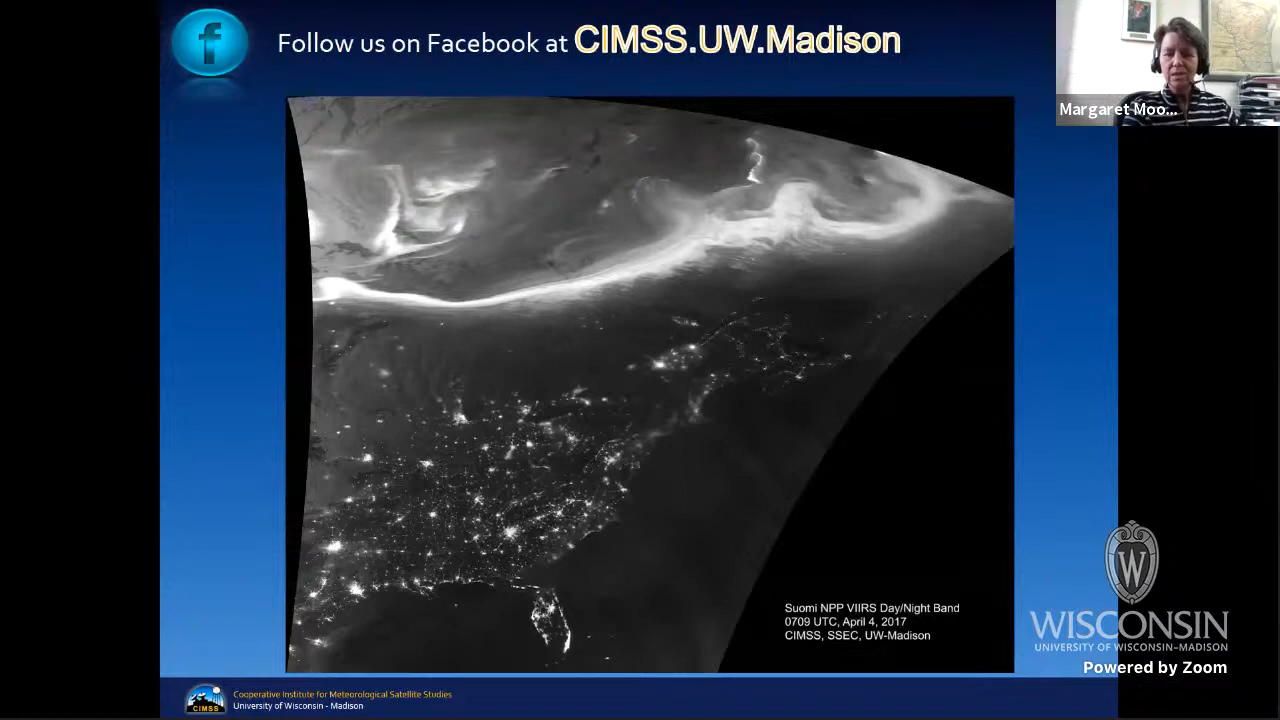 f
Follow us on Facebook at CIMSS.UW.Madison
Margaret Moo...
Suomi NPP VIIRS Day/Night Band
0709 UTC, April 4, 2017
CIMSS, SSEC, UW-Madison
W
WISCONSIN
UNIVERSITY OF WISCONSIN–MADISON
Powered by Zoom
CIMSS
Cooperative Institute for Meteorological Satellite Studies
University of Wisconsin - Madison